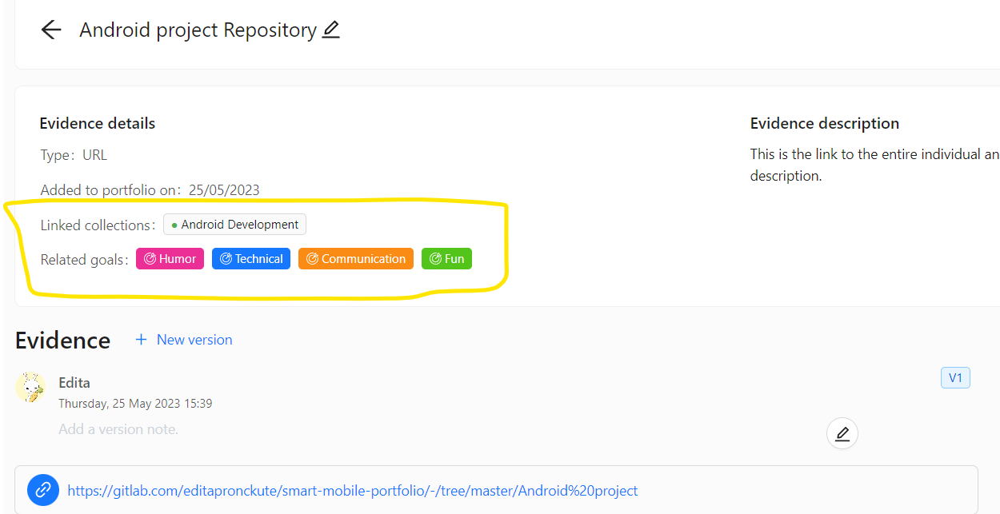 Android project Repository
Evidence details
Type: URL
Added to portfolio on: 25/05/2023
Linked collections: Android Development
Related goals: Humor Technical Communication Fun
Evidence description
This is the link to the entire individual an
description.
Evidence + New version
Edita
V1
Thursday, 25 May 2023 15:39
Add a version note.
https://gitlab.com/editapronckute/smart-mobile-portfolio/-/tree/master/Android%20project